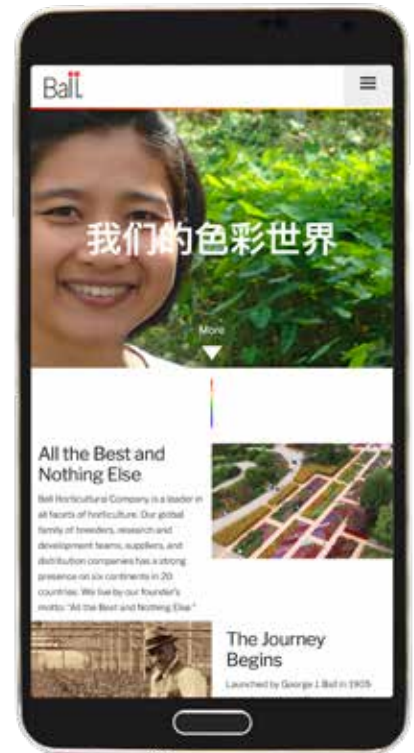 Ball
我们的色彩世界
More
All the Best and
Nothing Else
Ball Horticultural Company is a leader in
all facets of horticulture. Our global
family of breeders, research and
development teams, suppliers, and
distribution companies has a strong
presence on six continents in 20
countries. We live by our founder's
motto: "All the Best and Nothing Else."
The Journey
Begins
Launched by George J. Ball in 1905